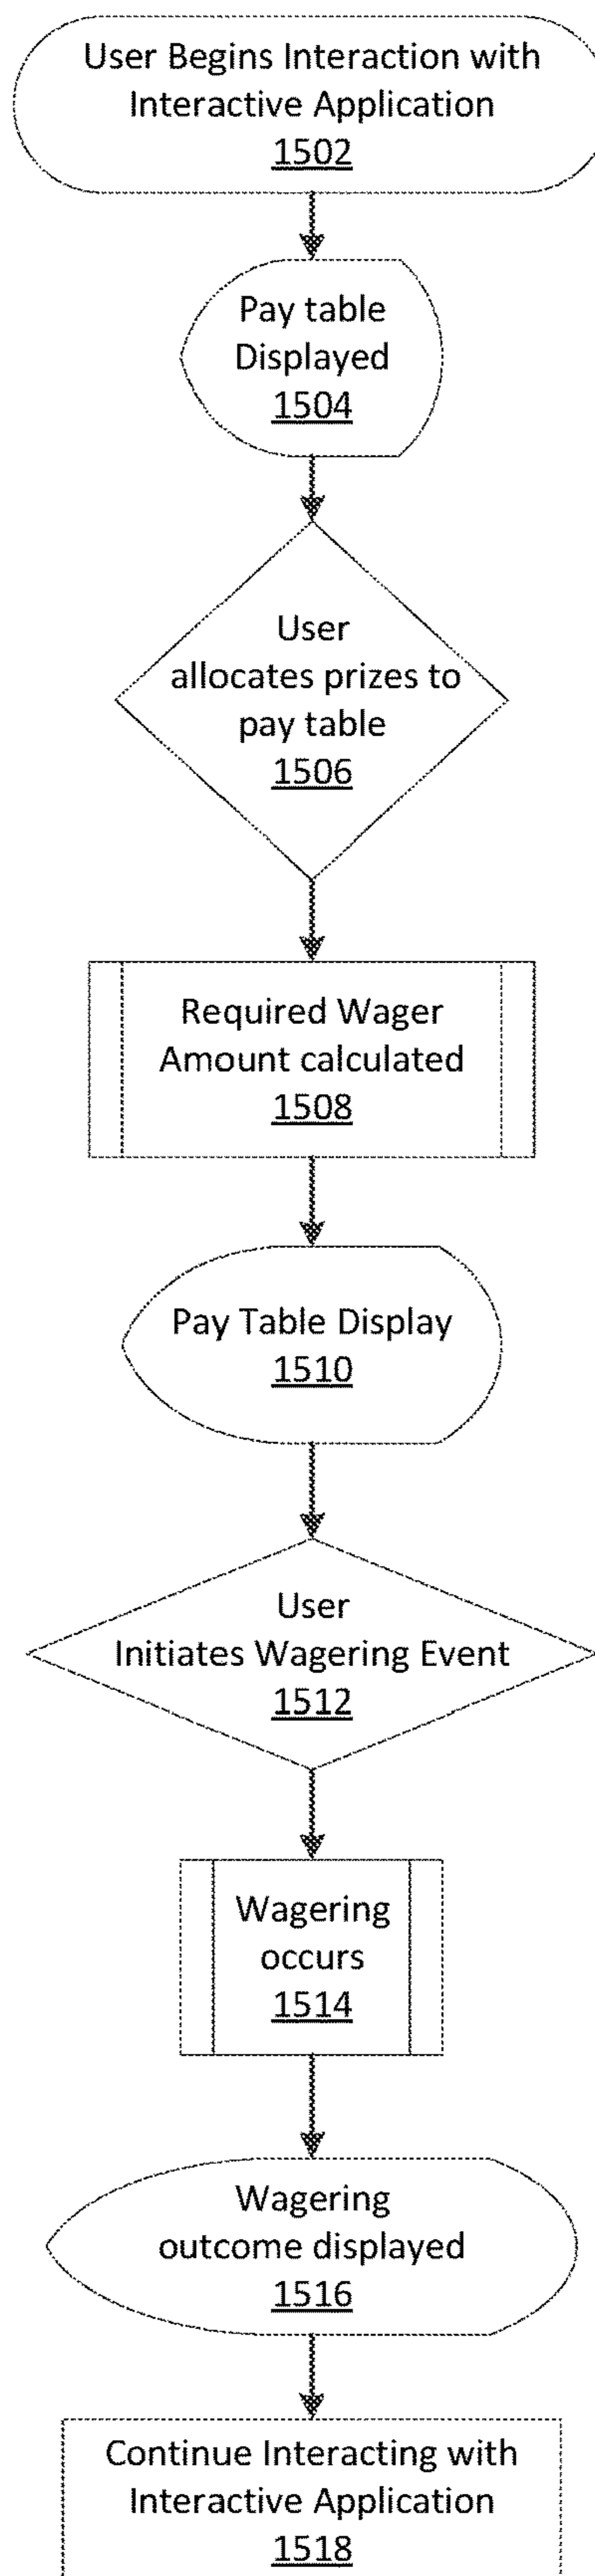 User Begins Interaction with
Interactive Application
1502
Pay table
Displayed
1504
User
allocates prizes to
pay table
1506
Required Wager
Amount calculated
1508
Pay Table Display
1510
User
Initiates Wagering Event
1512
Wagering
occurs
1514
Wagering
outcome displayed
1516
Continue Interacting with
Interactive Application
1518